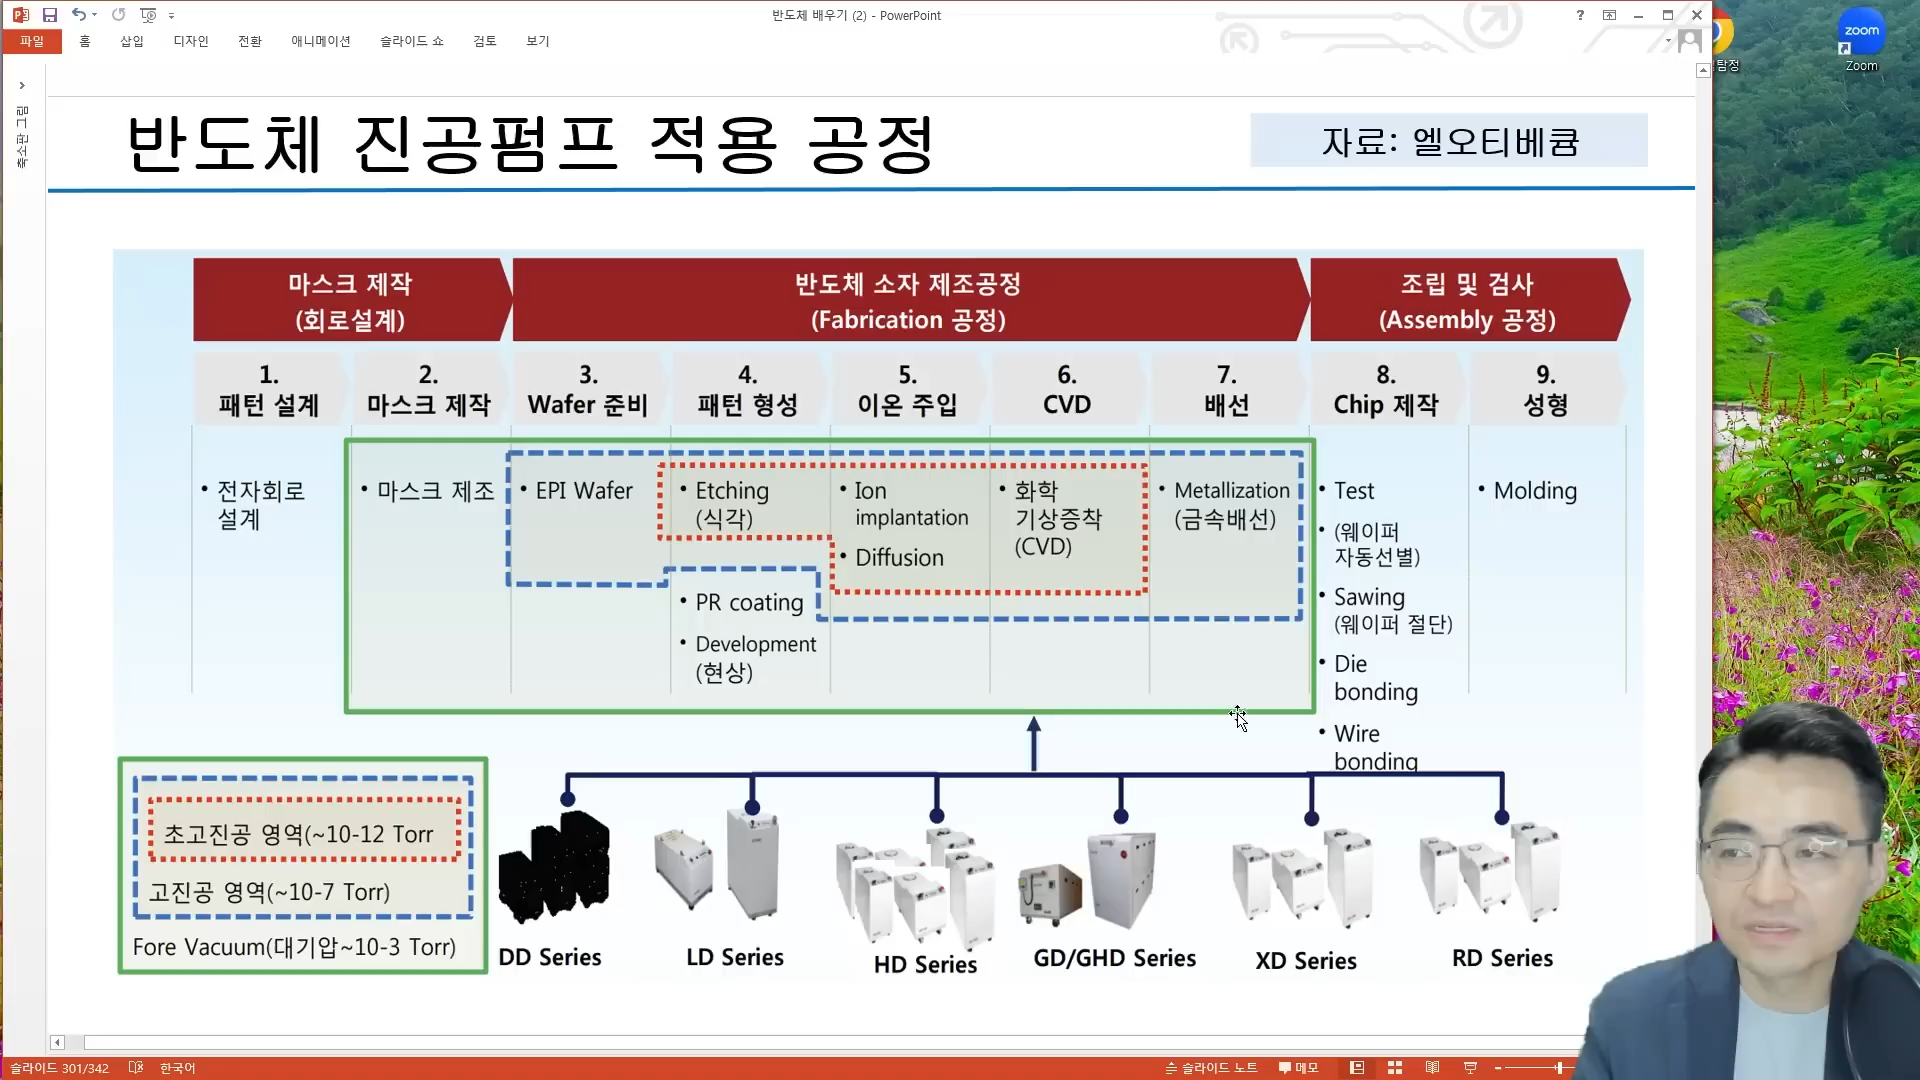 반도체 배우기 (2) - PowerPoint
파일 홈 삽입 디자인 전환 애니메이션 슬라이드 쇼 검토 보기
zoom
Zoom
탐정
축소판 그림
반도체 진공펌프 적용 공정
자료: 엘오티베큠
마스크 제작
(회로설계)
반도체 소자 제조공정
(Fabrication 공정)
조립 및 검사
(Assembly 공정)
1.
패턴 설계
2.
마스크 제작
3.
Wafer 준비
4.
패턴 형성
5.
이온 주입
6.
CVD
7.
배선
8.
Chip 제작
9.
성형
• 전자회로
설계
• 마스크 제조
• EPI Wafer
• Etching
(식각)
• PR coating
• Development
(현상)
• Ion
implantation
• Diffusion
• 화학
기상증착
(CVD)
• Metallization
(금속배선)
• Test
• (웨이퍼
자동선별)
• Sawing
(웨이퍼 절단)
• Die
bonding
• Wire
bonding
• Molding
초고진공 영역(~10-12 Torr
고진공 영역(~10-7 Torr)
Fore Vacuum(대기압~10-3 Torr)
DD Series
LD Series
HD Series
GD/GHD Series
XD Series
RD Series
슬라이드 301/342 한국어 슬라이드 노트 메모